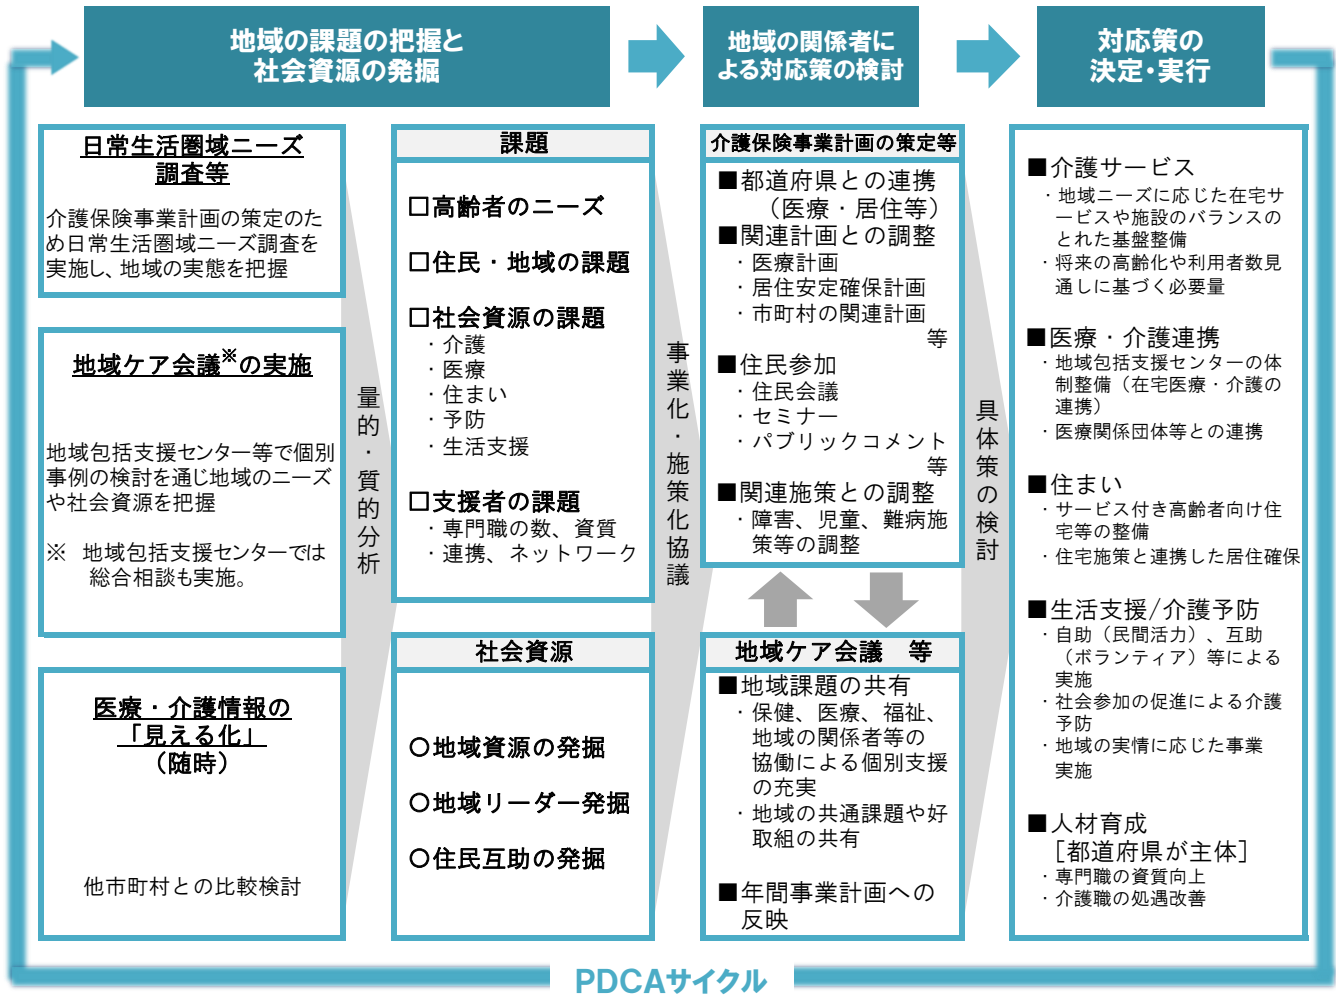 地域の課題の把握と
社会資源の発掘
地域の関係者に
よる対応策の検討
対応策の
決定・実行
日常生活圏域ニーズ
調査等
介護保険事業計画の策定のた
め日常生活圏域ニーズ調査を
実施し、地域の実態を把握
地域ケア会議※の実施
地域包括支援センター等で個別
事例の検討を通じ地域のニーズ
や社会資源を把握
※ 地域包括支援センターでは
総合相談も実施。
医療・介護情報の
「見える化」
（随時）
他市町村との比較検討
量的・質的分析
課題
□高齢者のニーズ
□住民・地域の課題
□社会資源の課題
・介護
・医療
・住まい
・予防
・生活支援
□支援者の課題
・専門職の数、資質
・連携、ネットワーク
社会資源
○地域資源の発掘
○地域リーダー発掘
○住民互助の発掘
事業化・施策化協議
介護保険事業計画の策定等
■都道府県との連携
（医療・居住等）
■関連計画との調整
・医療計画
・居住安定確保計画
・市町村の関連計画
等
■住民参加
・住民会議
・セミナー
・パブリックコメント
等
■関連施策との調整
・障害、児童、難病施
策等の調整
地域ケア会議　等
■地域課題の共有
・保健、医療、福祉、
地域の関係者等の
協働による個別支援
の充実
・地域の共通課題や好
取組の共有
■年間事業計画への
反映
具体策の検討
■介護サービス
・地域ニーズに応じた在宅サ
ービスや施設のバランスの
とれた基盤整備
・将来の高齢化や利用者数見
通しに基づく必要量
■医療・介護連携
・地域包括支援センターの体
制整備（在宅医療・介護の
連携）
・医療関係団体等との連携
■住まい
・サービス付き高齢者向け住
宅等の整備
・住宅施策と連携した居住確保
■生活支援/介護予防
・自助（民間活力）、互助
（ボランティア）等による
実施
・社会参加の促進による介護
予防
・地域の実情に応じた事業
実施
■人材育成
［都道府県が主体］
・専門職の資質向上
・介護職の処遇改善
PDCAサイクル